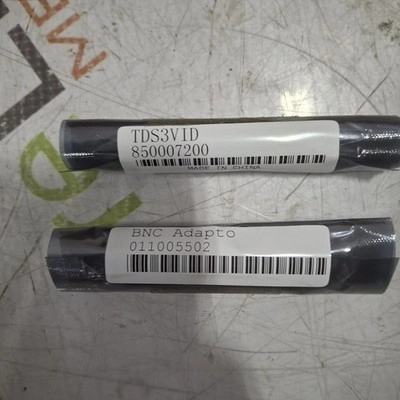 TDS3VID
850007200
MADE IN CHINA
BNC Adapto
011005502